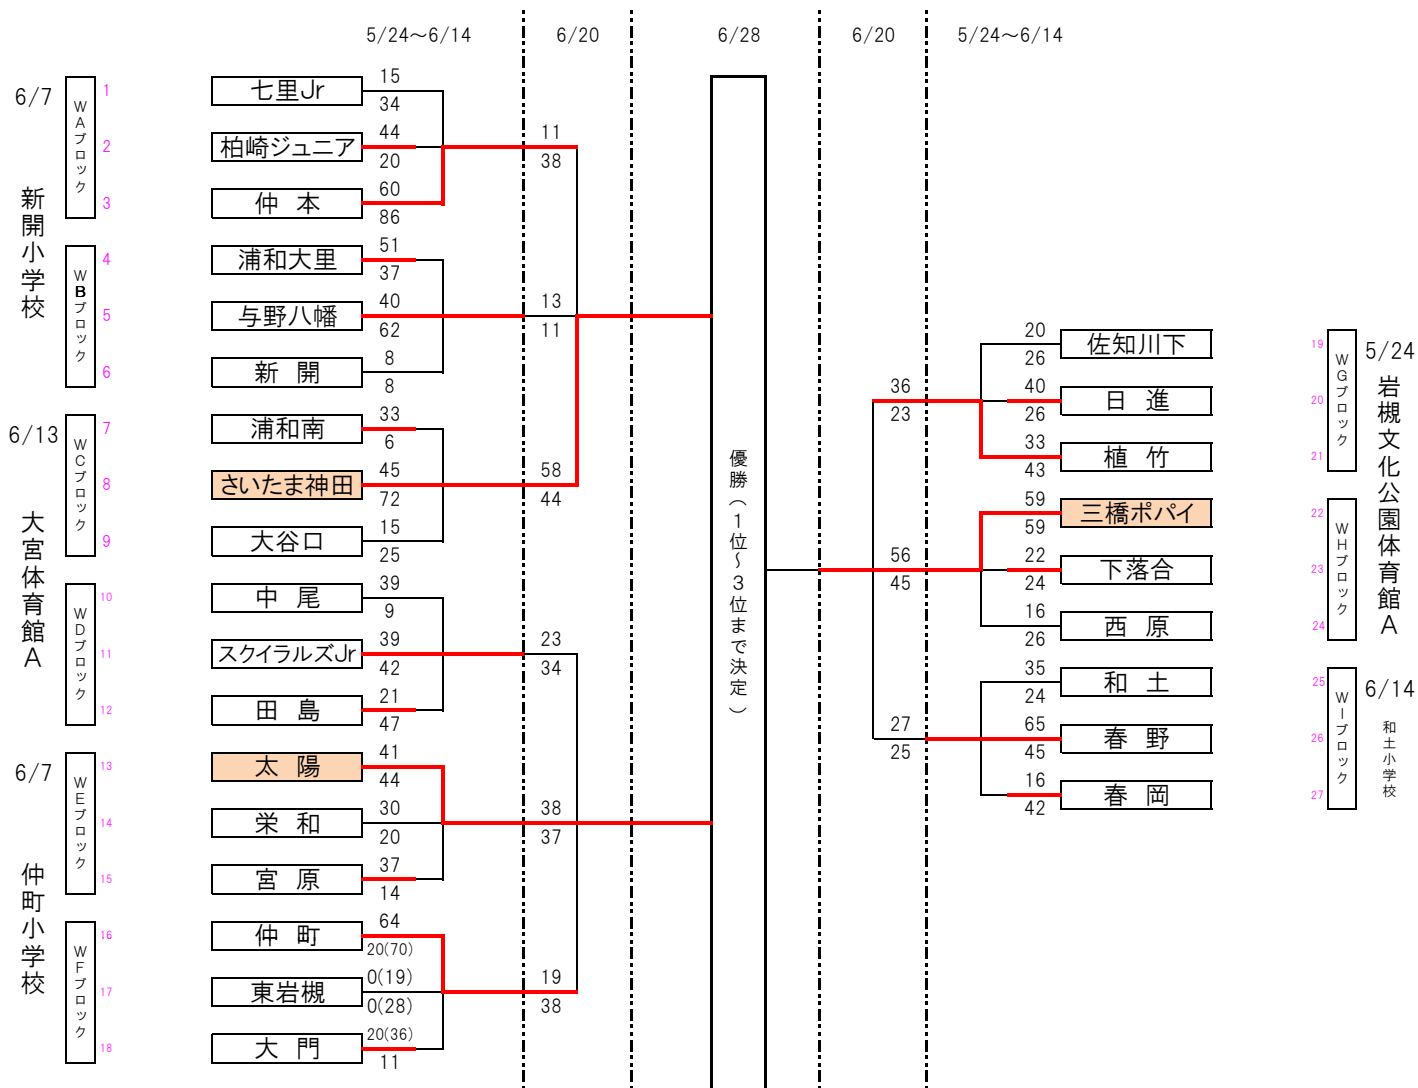 5/24～6/14
6/20
6/28
6/20
5/24～6/14
6/7
新開小学校
WAブロック
1
七里Jr
15
34
2
柏崎ジュニア
44
20
3
仲 本
60
86
11
38
WBブロック
4
浦和大里
51
37
5
与野八幡
40
62
6
新 開
8
8
13
11
6/13
大宮体育館A
WCブロック
7
浦和南
33
6
8
さいたま神田
45
72
9
大谷口
15
25
58
44
WDブロック
10
中 尾
39
9
11
スクイラルズJr
39
42
12
田 島
21
47
23
34
6/7
仲町小学校
WEブロック
13
太 陽
41
44
14
栄 和
30
20
15
宮 原
37
14
38
37
WFブロック
16
仲 町
64
20(70)
17
東岩槻
0(19)
0(28)
18
大 門
20(36)
11
19
38
優勝（1位～3位まで決定）
36
23
20
26
佐知川下
19
40
26
日 進
20
33
43
植 竹
21
WGブロック
5/24
岩槻文化公園体育館A
56
45
59
59
三橋ポパイ
22
22
24
下落合
23
16
26
西 原
24
WHブロック
27
25
35
24
和 土
25
65
45
春 野
26
16
42
春 岡
27
WIブロック
6/14
和土小学校